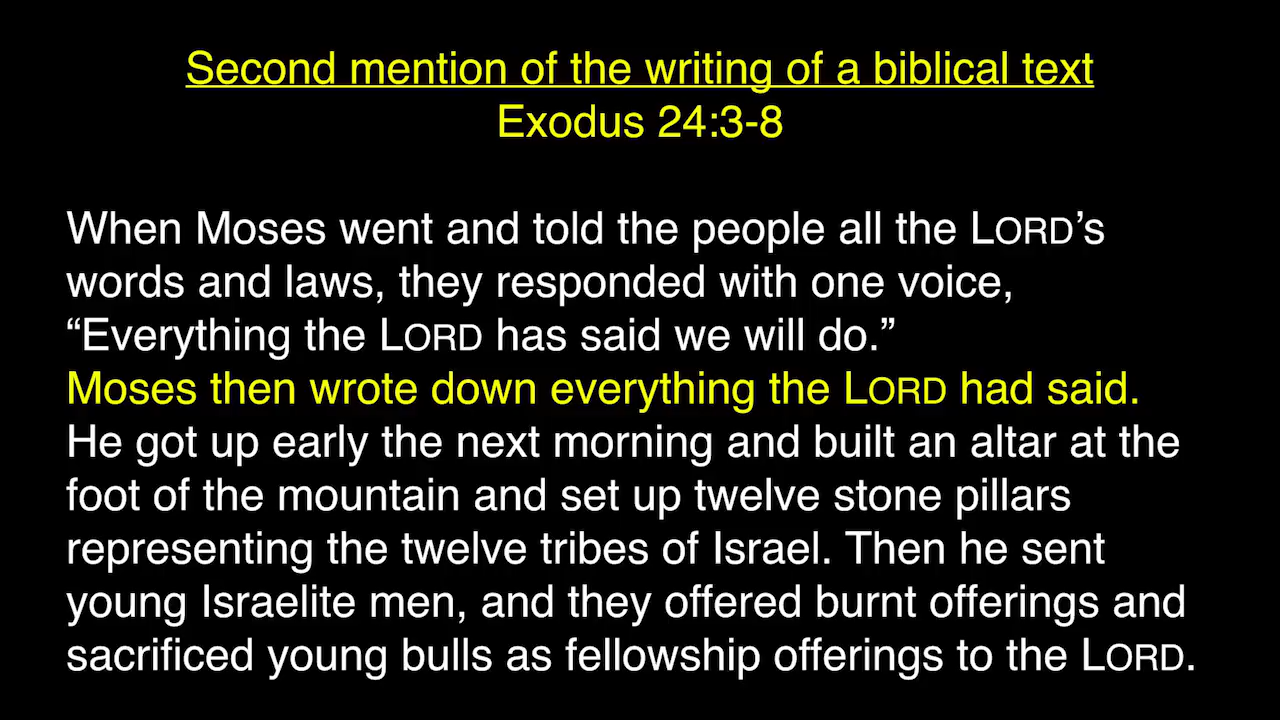 Second mention of the writing of a biblical text
Exodus 24:3-8
When Moses went and told the people all the LORD’s
words and laws, they responded with one voice,
“Everything the LORD has said we will do.”
Moses then wrote down everything the LORD had said.
He got up early the next morning and built an altar at the
foot of the mountain and set up twelve stone pillars
representing the twelve tribes of Israel. Then he sent
young Israelite men, and they offered burnt offerings and
sacrificed young bulls as fellowship offerings to the LORD.